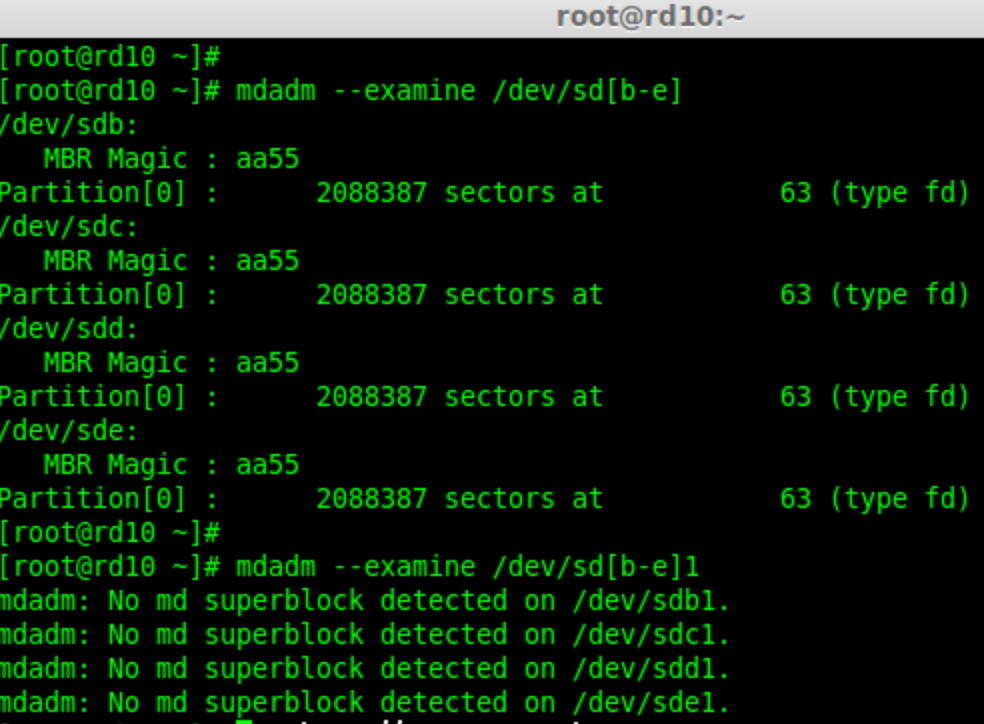 root@rd10:~
[root@rd10 ~]#
[root@rd10 ~]# mdadm --examine /dev/sd[b-e]
/dev/sdb:
   MBR Magic : aa55
Partition[0] :      2088387 sectors at           63 (type fd)
/dev/sdc:
   MBR Magic : aa55
Partition[0] :      2088387 sectors at           63 (type fd)
/dev/sdd:
   MBR Magic : aa55
Partition[0] :      2088387 sectors at           63 (type fd)
/dev/sde:
   MBR Magic : aa55
Partition[0] :      2088387 sectors at           63 (type fd)
[root@rd10 ~]#
[root@rd10 ~]# mdadm --examine /dev/sd[b-e]1
mdadm: No md superblock detected on /dev/sdb1.
mdadm: No md superblock detected on /dev/sdc1.
mdadm: No md superblock detected on /dev/sdd1.
mdadm: No md superblock detected on /dev/sde1.